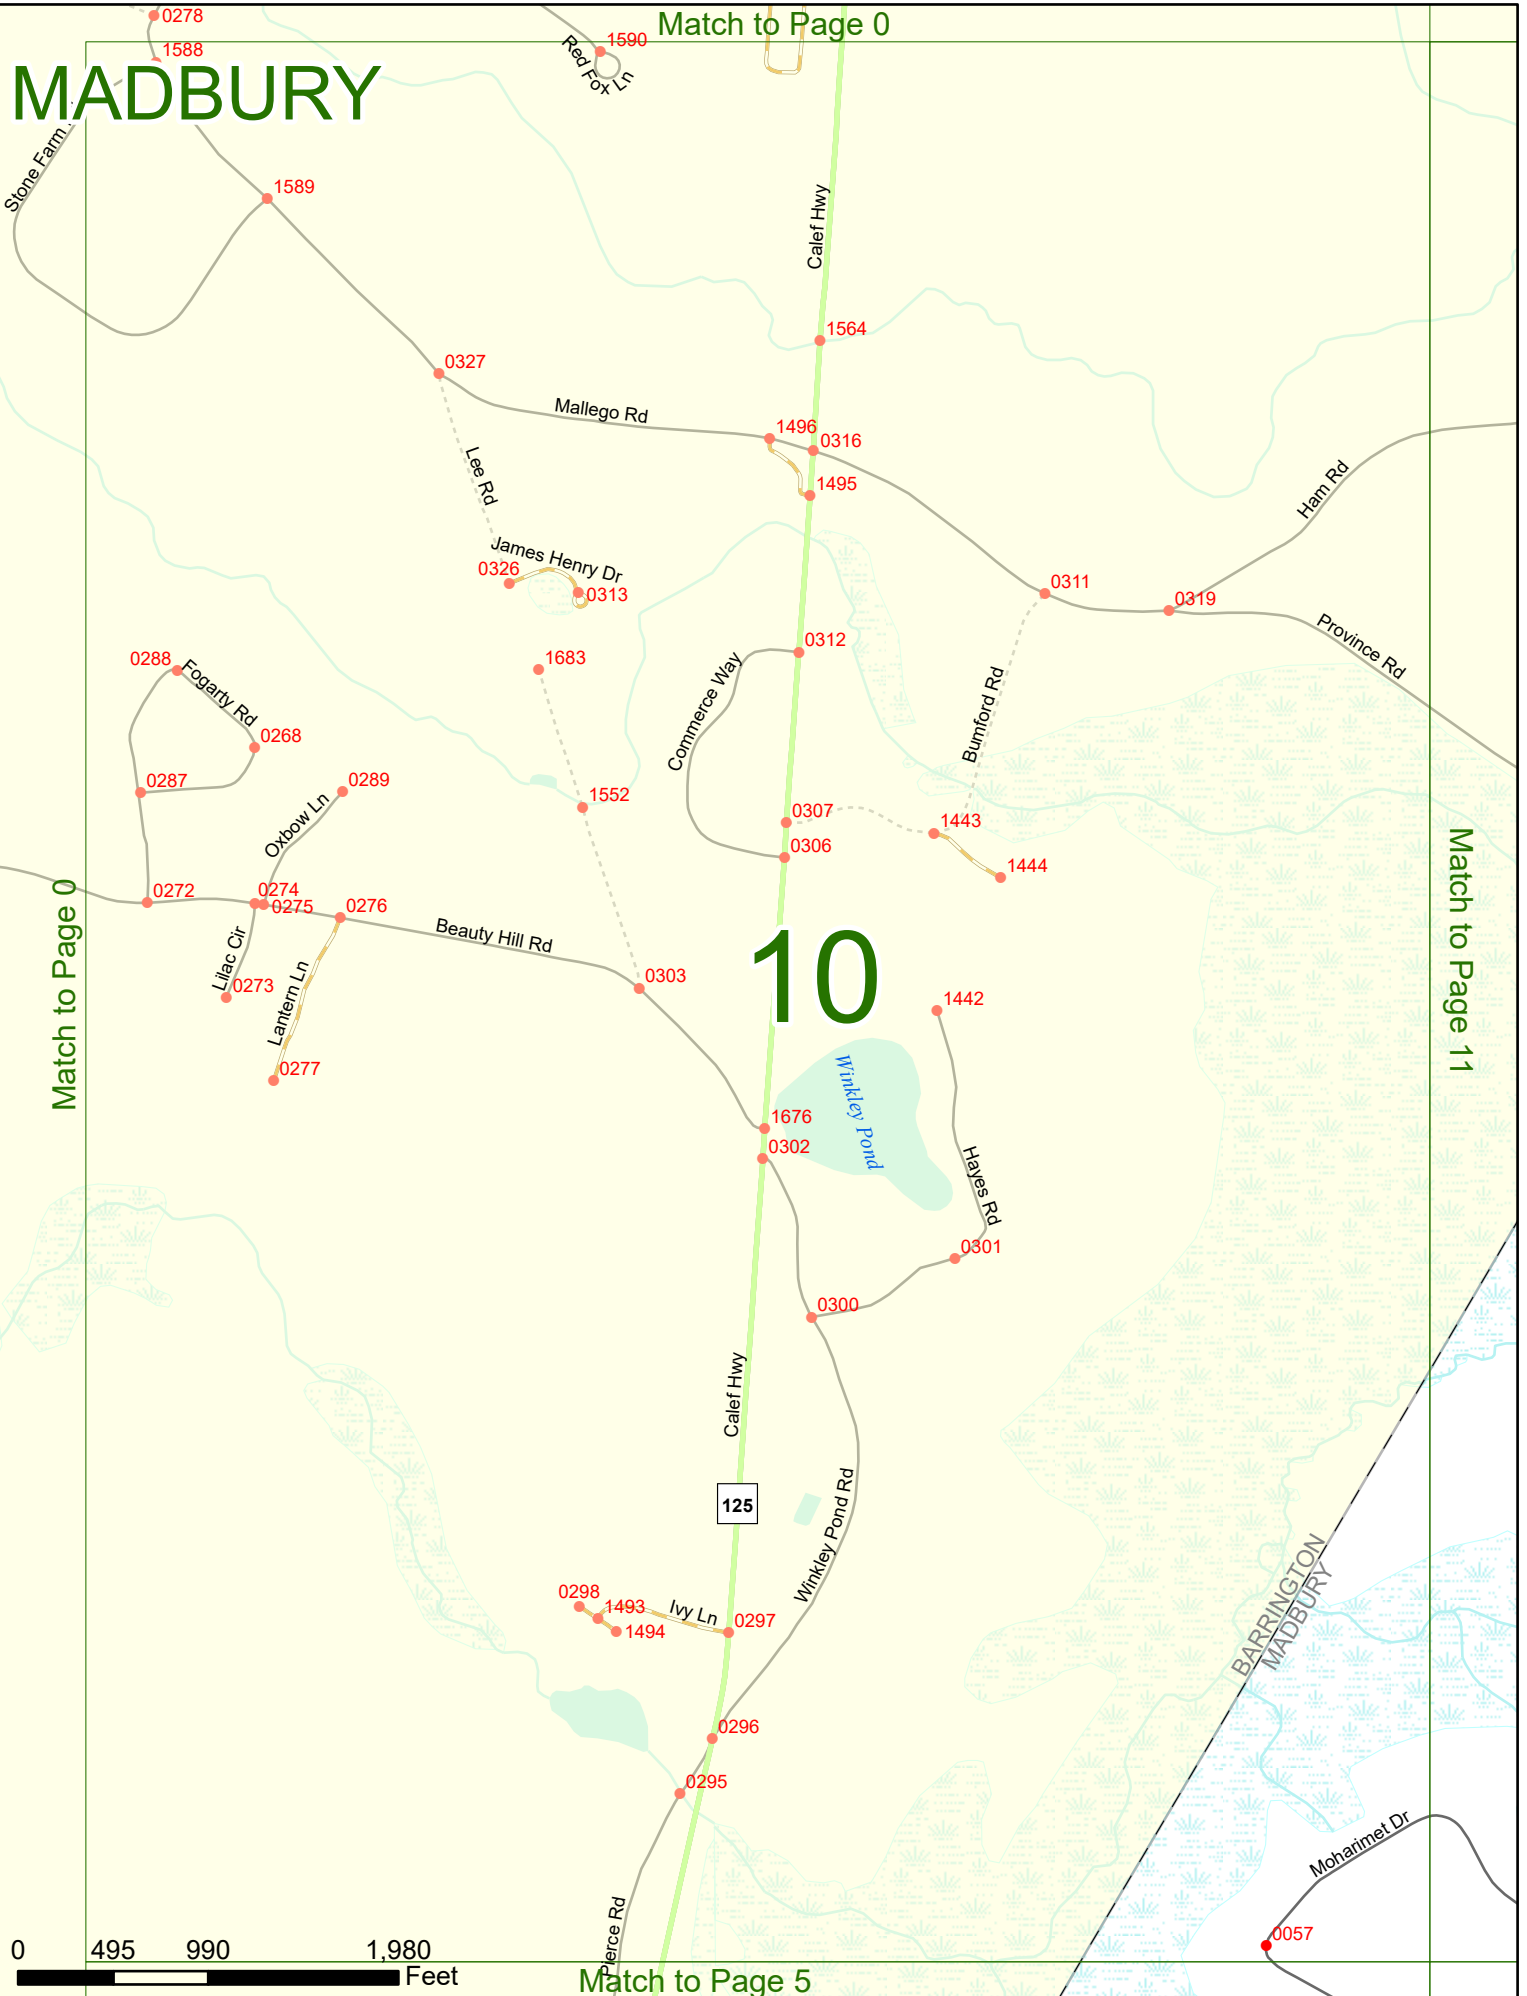 0278
Match to Page 0
1588
1590
Red Fox Ln
MADBURY
Stone Farm
1589
Calef Hwy
1564
0327
Mallego Rd
1496
0316
1495
Lee Rd
Ham Rd
James Henry Dr
0326
0313
0311
0319
Province Rd
0312
1683
0288
Fogarty Rd
Commerce Way
Bumford Rd
0268
0287
0289
Oxbow Ln
1552
0307
1443
0306
1444
Match to Page 11
Match to Page 0
0272
0274
0275
0276
Beauty Hill Rd
Lilac Cir
0273
Lantern Ln
0303
10
1442
0277
Winkley Pond
1676
0302
Hayes Rd
0301
0300
Calef Hwy
125
Winkley Pond Rd
BARRINGTON
MADBURY
0298
1493
Ivy Ln
1494
0297
0296
0295
Moharimet Dr
Pierce Rd
0057
0 495 990 1,980
Feet
Match to Page 5